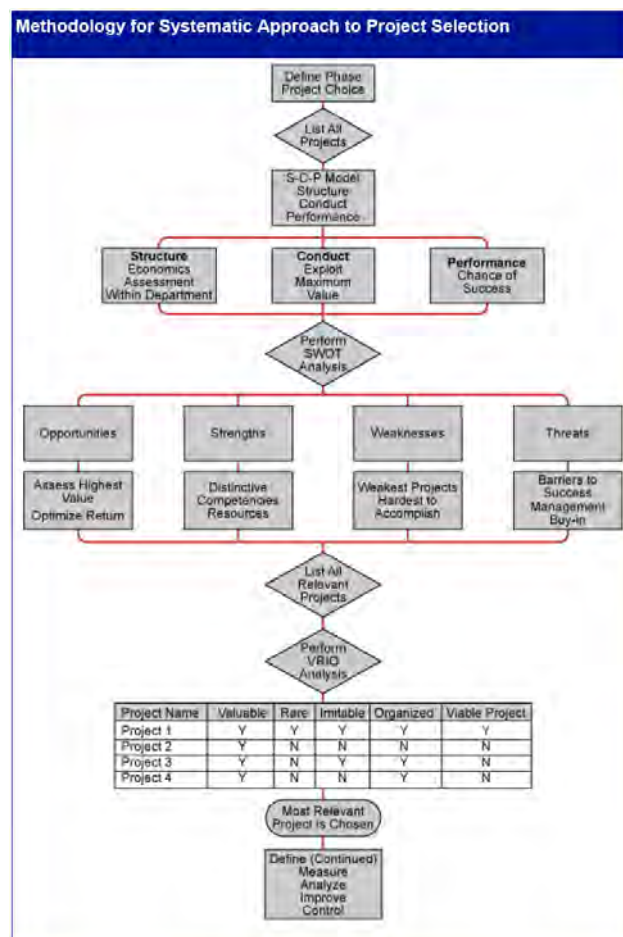 Methodology for Systematic Approach to Project Selection
Define Phase
Project Choice
List All
Projects
S-C-P Model
Structure
Conduct
Performance
Structure
Economics
Assessment
Within Department
Conduct
Exploit
Maximum
Value
Performance
Chance of
Success
Perform
SWOT
Analysis
Opportunities
Strengths
Weaknesses
Threats
Assess Highest
Value
Optimize Return
Distinctive
Competencies
Resources
Weakest Projects
Hardest to
Accomplish
Barriers to
Success
Management
Buy-in
List All
Relevant
Projects
Perform
VRIO
Analysis
Project Name Valuable Rare Imitable Organized Viable Project
Project 1 Y Y Y Y Y
Project 2 Y N N N N
Project 3 Y N Y Y N
Project 4 Y N N Y N
Most Relevant
Project is Chosen
Define (Continued)
Measure
Analyze
Improve
Control